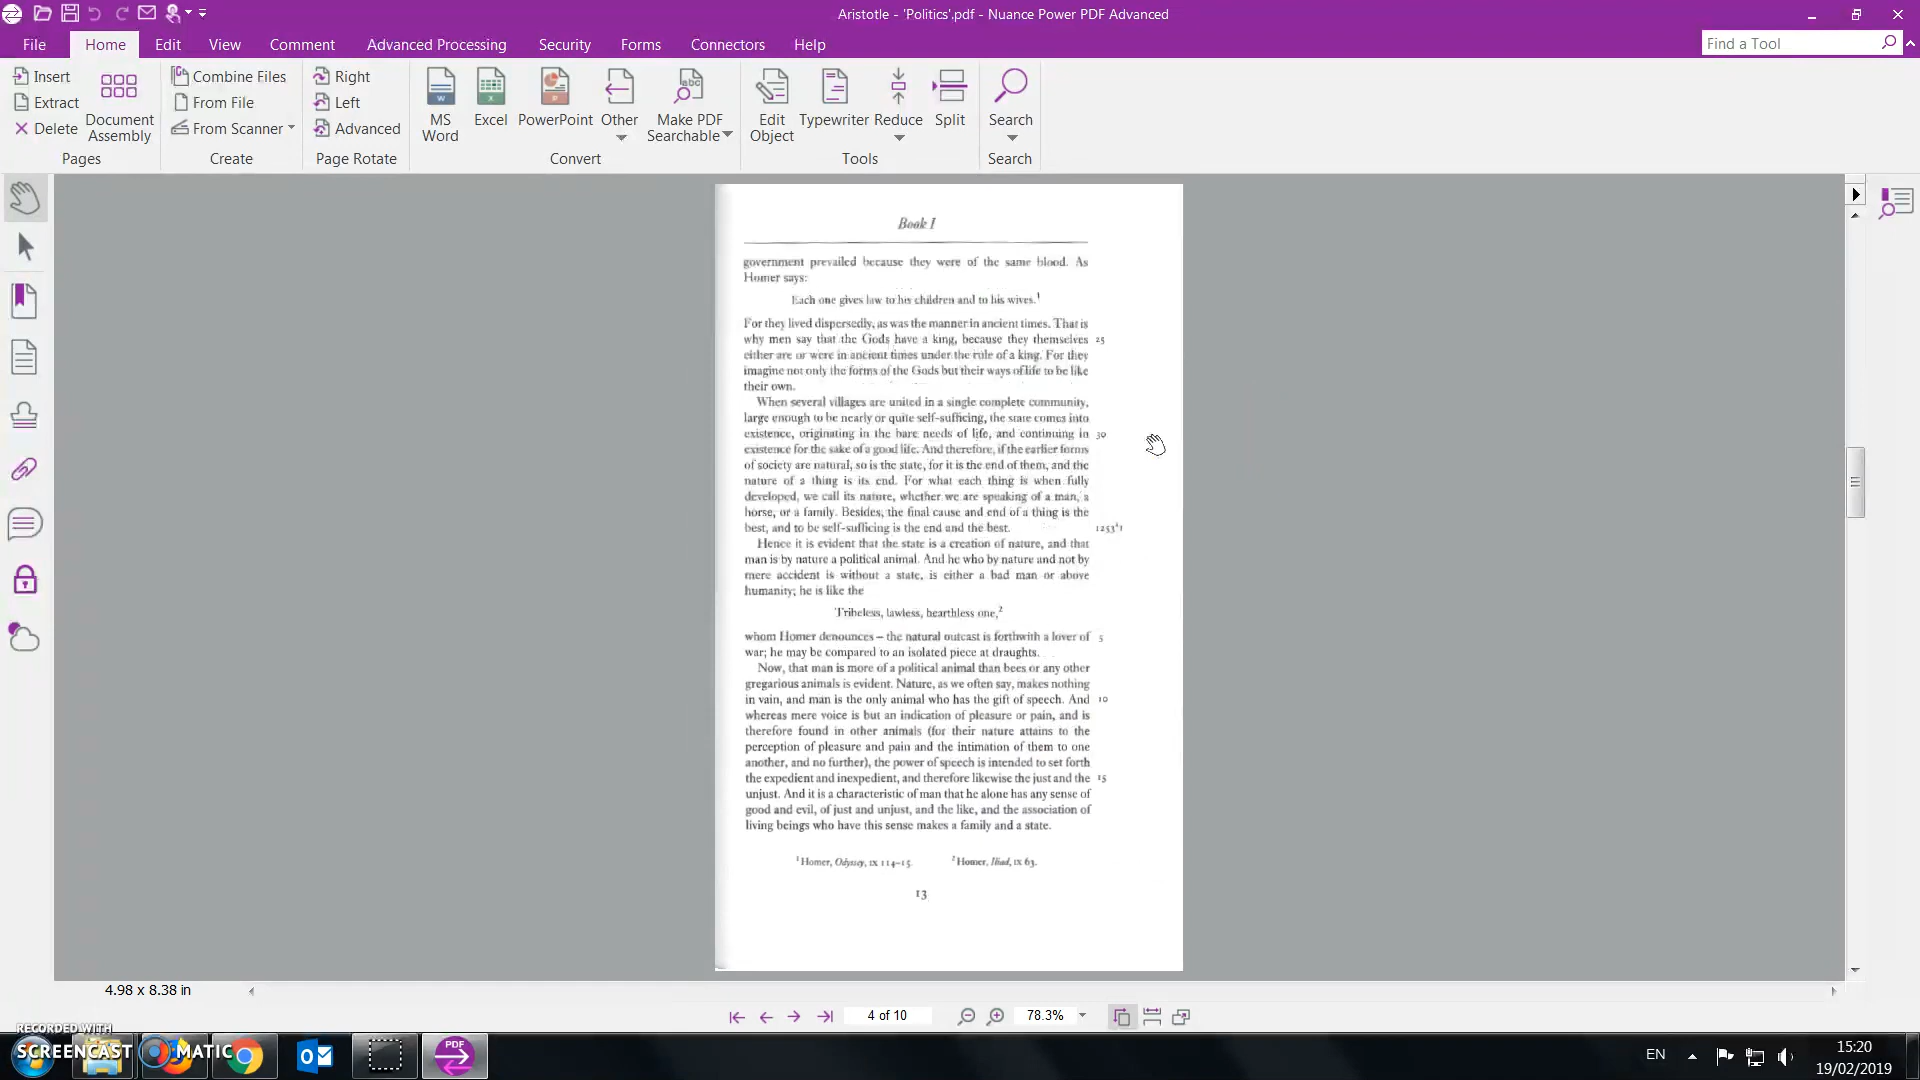 Aristotle - 'Politics'.pdf - Nuance Power PDF Advanced
File Home Edit View Comment Advanced Processing Security Forms Connectors Help
Find a Tool
Insert
Extract
Delete
Document Assembly
Pages
Combine Files
From File
From Scanner
Create
Right
Left
Advanced
Page Rotate
MS Word
Excel
PowerPoint
Other
Make PDF Searchable
Convert
Edit Object
Typewriter
Reduce
Split
Tools
Search
Search
Book I
government prevailed because they were of the same blood. As
Homer says:
Each one gives law to his children and to his wives.1
For they lived dispersedly, as was the manner in ancient times. That is
why men say that the Gods have a king, because they themselves 25
either are or were in ancient times under the rule of a king. For they
imagine not only the forms of the Gods but their ways of life to be like
their own.
When several villages are united in a single complete community,
large enough to be nearly or quite self-sufficing, the state comes into
existence, originating in the bare needs of life, and continuing in 30
existence for the sake of a good life. And therefore, if the earlier forms
of society are natural, so is the state, for it is the end of them, and the
nature of a thing is its end. For what each thing is when fully
developed, we call its nature, whether we are speaking of a man, a
horse, or a family. Besides, the final cause and end of a thing is the
best, and to be self-sufficing is the end and the best. 1253a1
Hence it is evident that the state is a creation of nature, and that
man is by nature a political animal. And he who by nature and not by
mere accident is without a state, is either a bad man or above
humanity; he is like the
'Tribeless, lawless, hearthless one,2
whom Homer denounces – the natural outcast is forthwith a lover of 5
war; he may be compared to an isolated piece at draughts.
Now, that man is more of a political animal than bees or any other
gregarious animals is evident. Nature, as we often say, makes nothing
in vain, and man is the only animal who has the gift of speech. And 10
whereas mere voice is but an indication of pleasure or pain, and is
therefore found in other animals (for their nature attains to the
perception of pleasure and pain and the intimation of them to one
another, and no further), the power of speech is intended to set forth
the expedient and inexpedient, and therefore likewise the just and the 15
unjust. And it is a characteristic of man that he alone has any sense of
good and evil, of just and unjust, and the like, and the association of
living beings who have this sense makes a family and a state.
1 Homer, Odyssey, IX 114–15. 2 Homer, Iliad, IX 63.
13
4.98 x 8.38 in
4 of 10
78.3%
RECORDED WITH
SCREENCAST MATIC
PDF
EN
15:20
19/02/2019